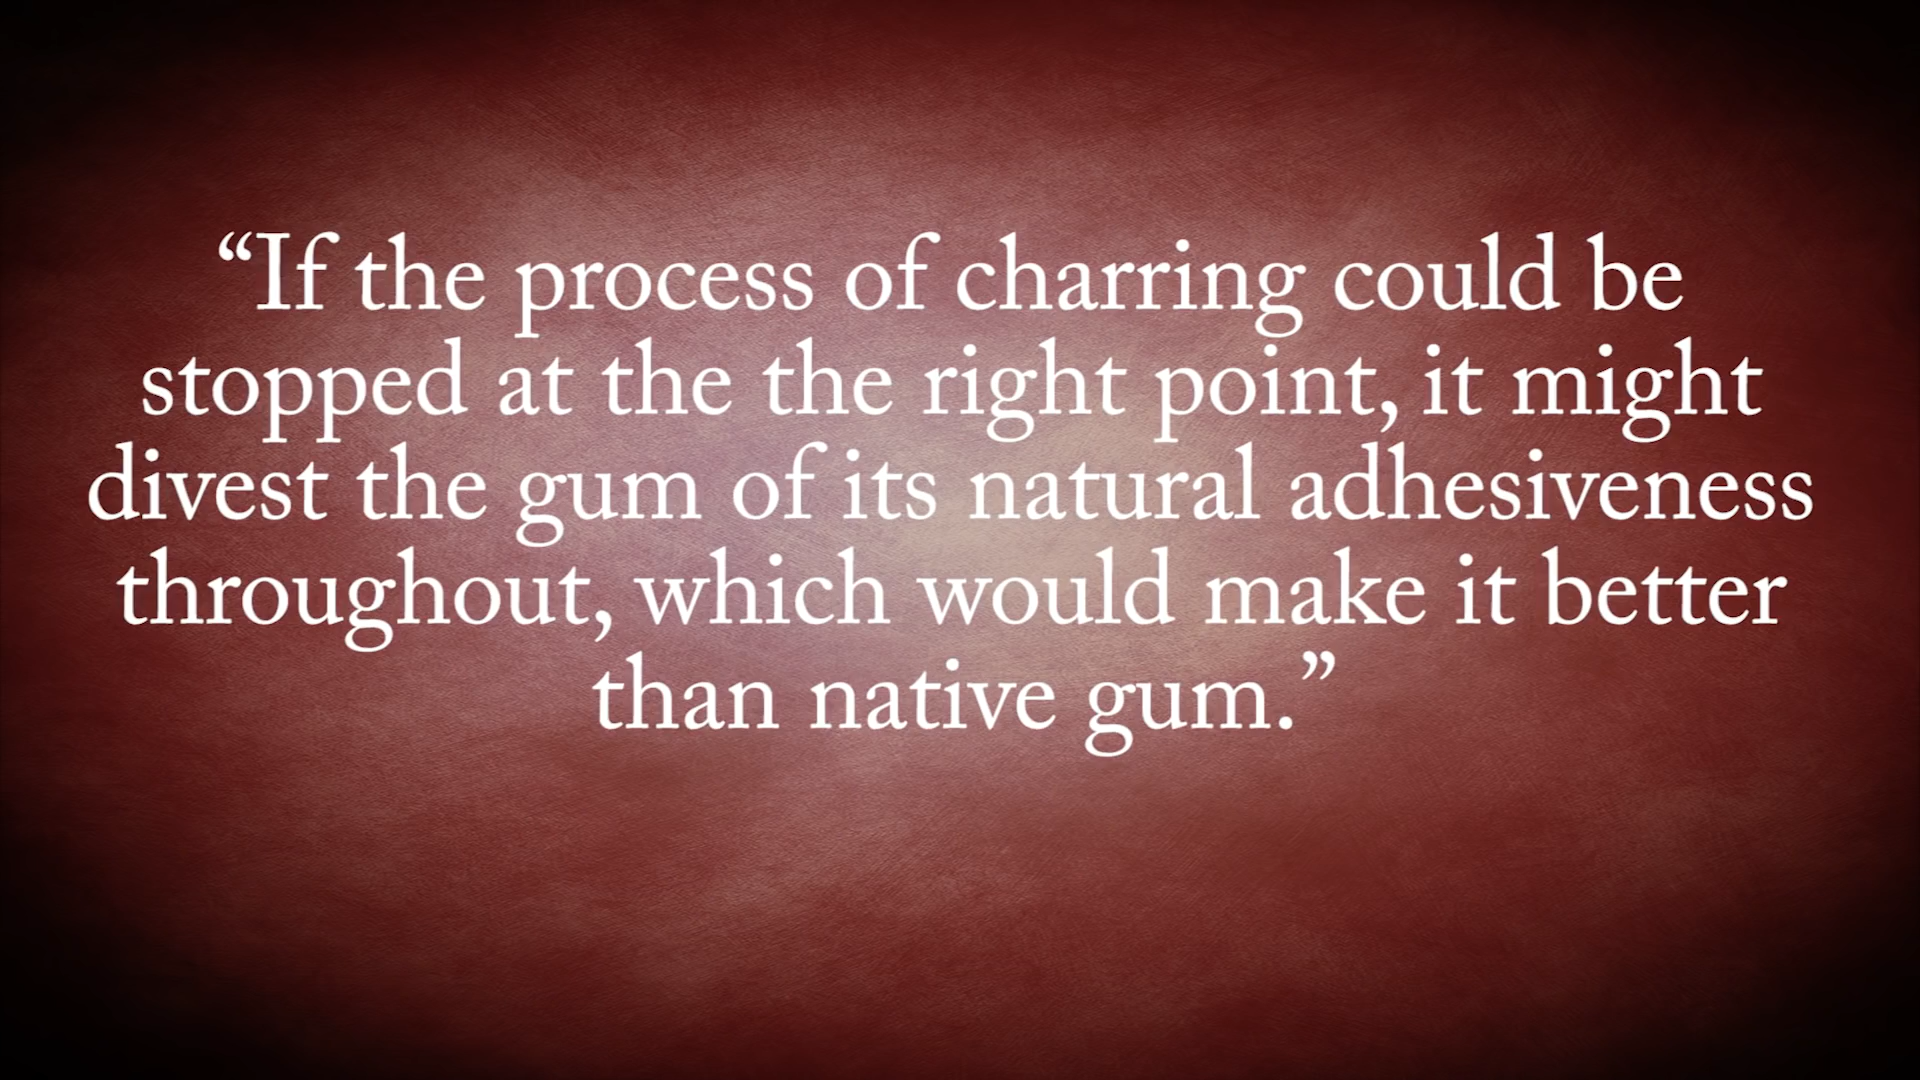 “If the process of charring could be
stopped at the the right point, it might
divest the gum of its natural adhesiveness
throughout, which would make it better
than native gum.”